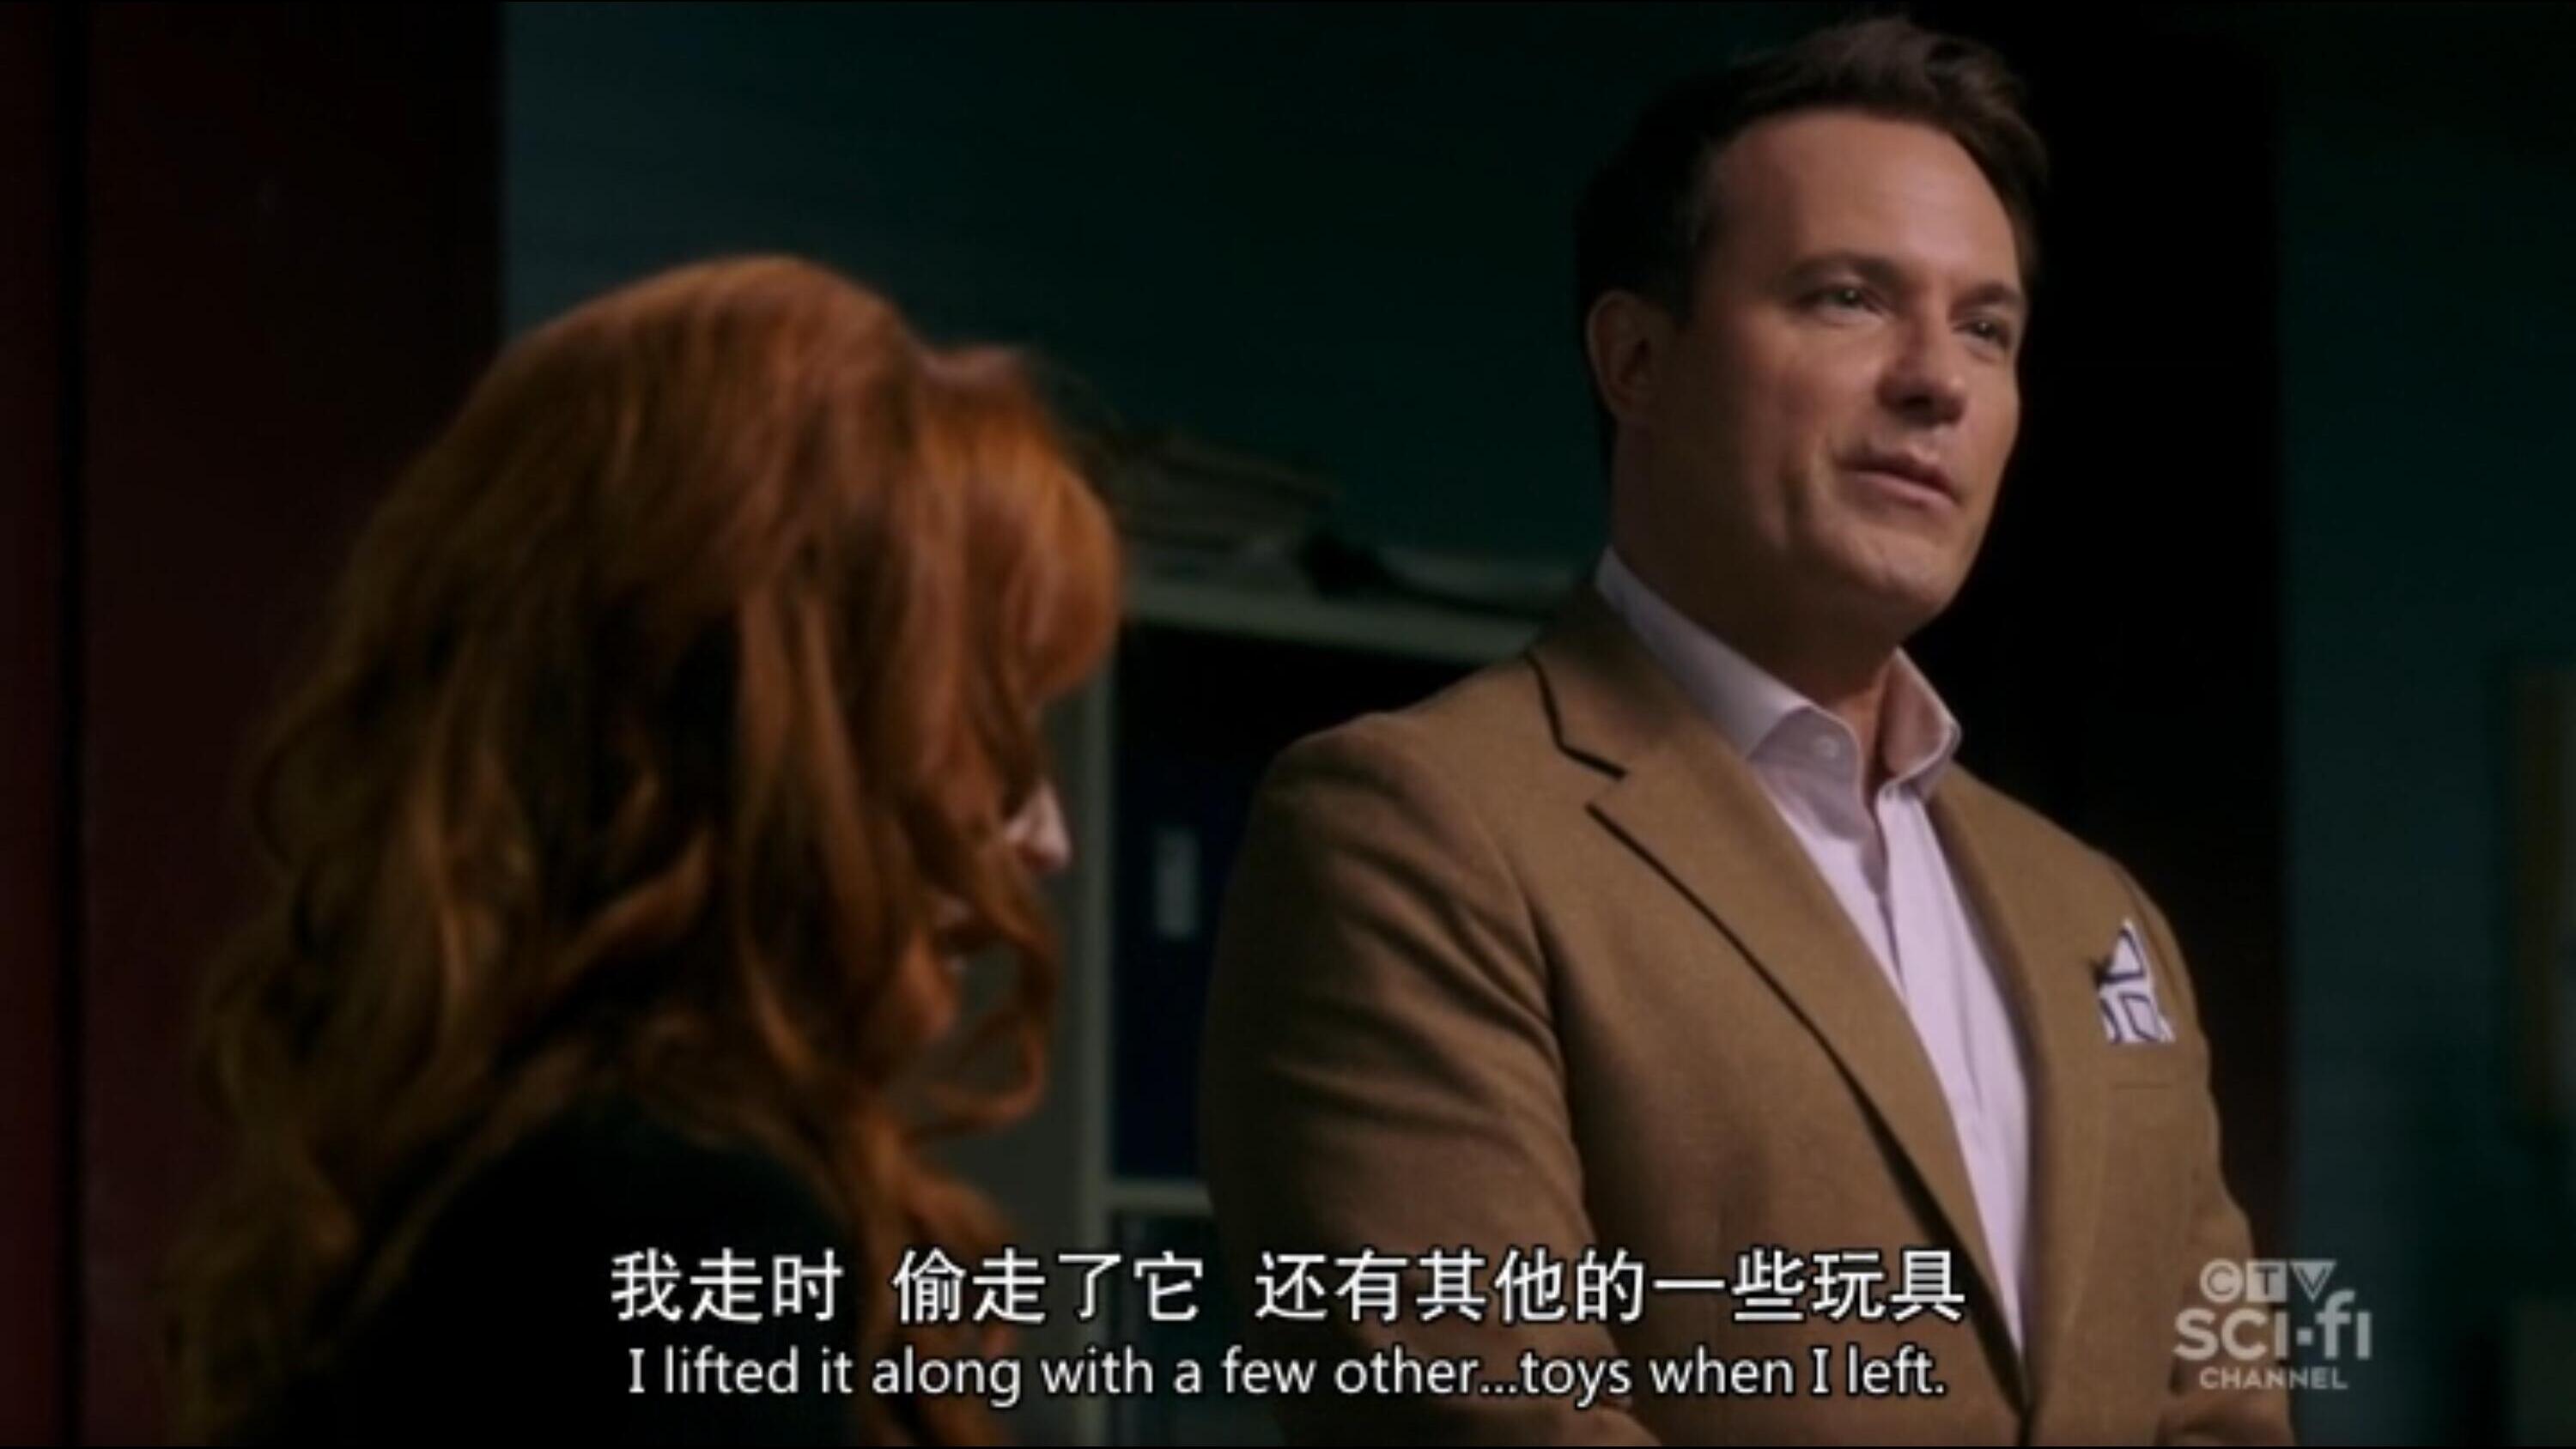 我走时 偷走了它 还有其他的一些玩具
I lifted it along with a few other...toys when I left.
CTV
sci-fi
CHANNEL